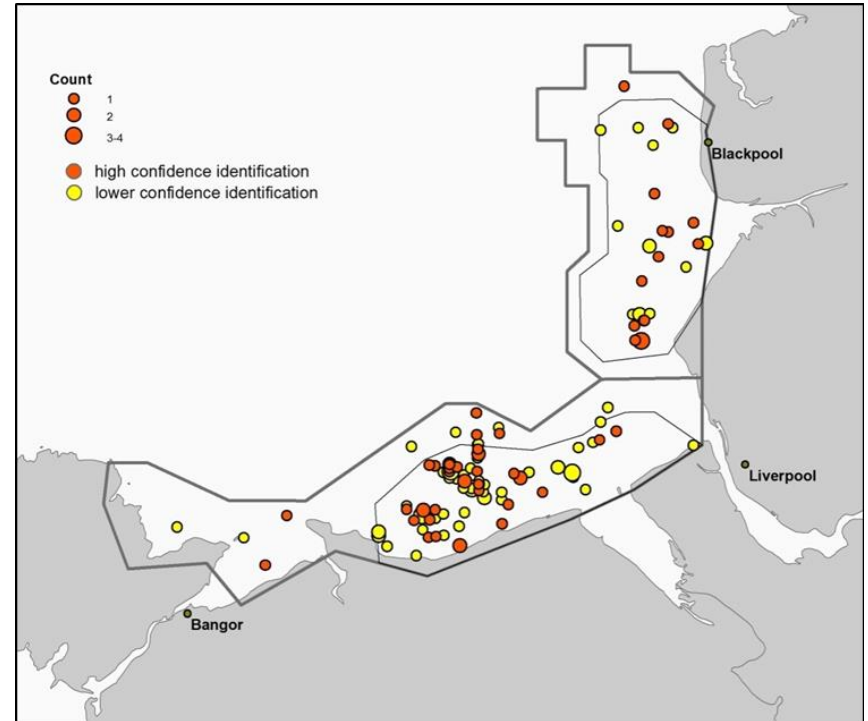 Count
1
2
3-4
high confidence identification
lower confidence identification
Blackpool
Liverpool
Bangor